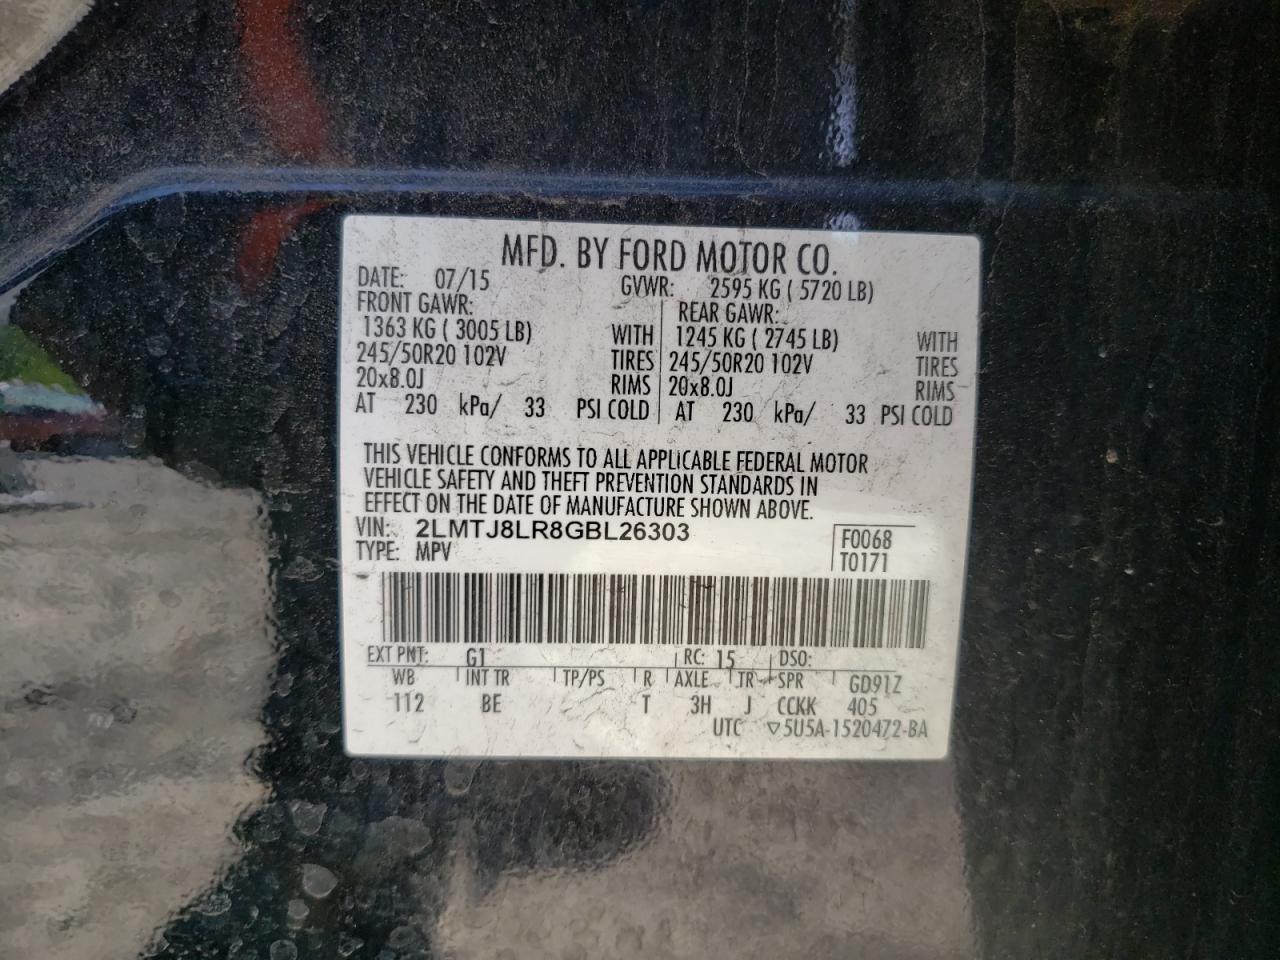 MFD. BY FORD MOTOR CO.
DATE: 07/15 GVWR: 2595 KG ( 5720 LB)
FRONT GAWR: REAR GAWR:
1363 KG ( 3005 LB) WITH 1245 KG ( 2745 LB) WITH
245/50R20 102V TIRES 245/50R20 102V TIRES
20x8.0J RIMS 20x8.0J RIMS
AT 230 kPa/ 33 PSI COLD AT 230 kPa/ 33 PSI COLD
THIS VEHICLE CONFORMS TO ALL APPLICABLE FEDERAL MOTOR
VEHICLE SAFETY AND THEFT PREVENTION STANDARDS IN
EFFECT ON THE DATE OF MANUFACTURE SHOWN ABOVE.
VIN: 2LMTJ8LR8GBL26303 F0068
TYPE: MPV T0171
EXT PNT: G1 RC: 15 DSO:
WB INT TR TP/PS R AXLE TR SPR GD91Z
112 BE T 3H J CCKK 405
UTC ▽5U5A-1520472-BA